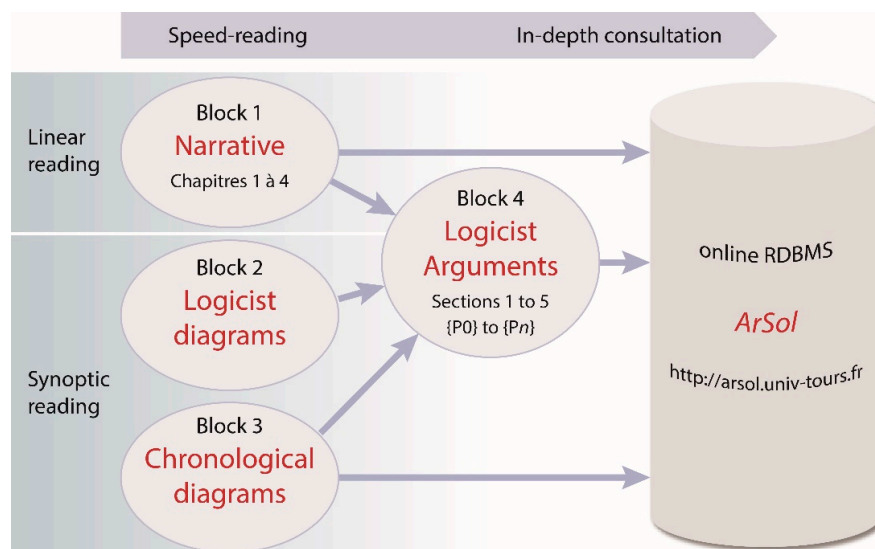 Speed-reading
In-depth consultation
Linear
reading
Block 1
Narrative
Chapitres 1 à 4
Block 4
Logicist
Arguments
Sections 1 to 5
{P0} to {Pn}
Synoptic
reading
Block 2
Logicist
diagrams
Block 3
Chronological
diagrams
online RDBMS
ArSol
http://arsol.univ-tours.fr